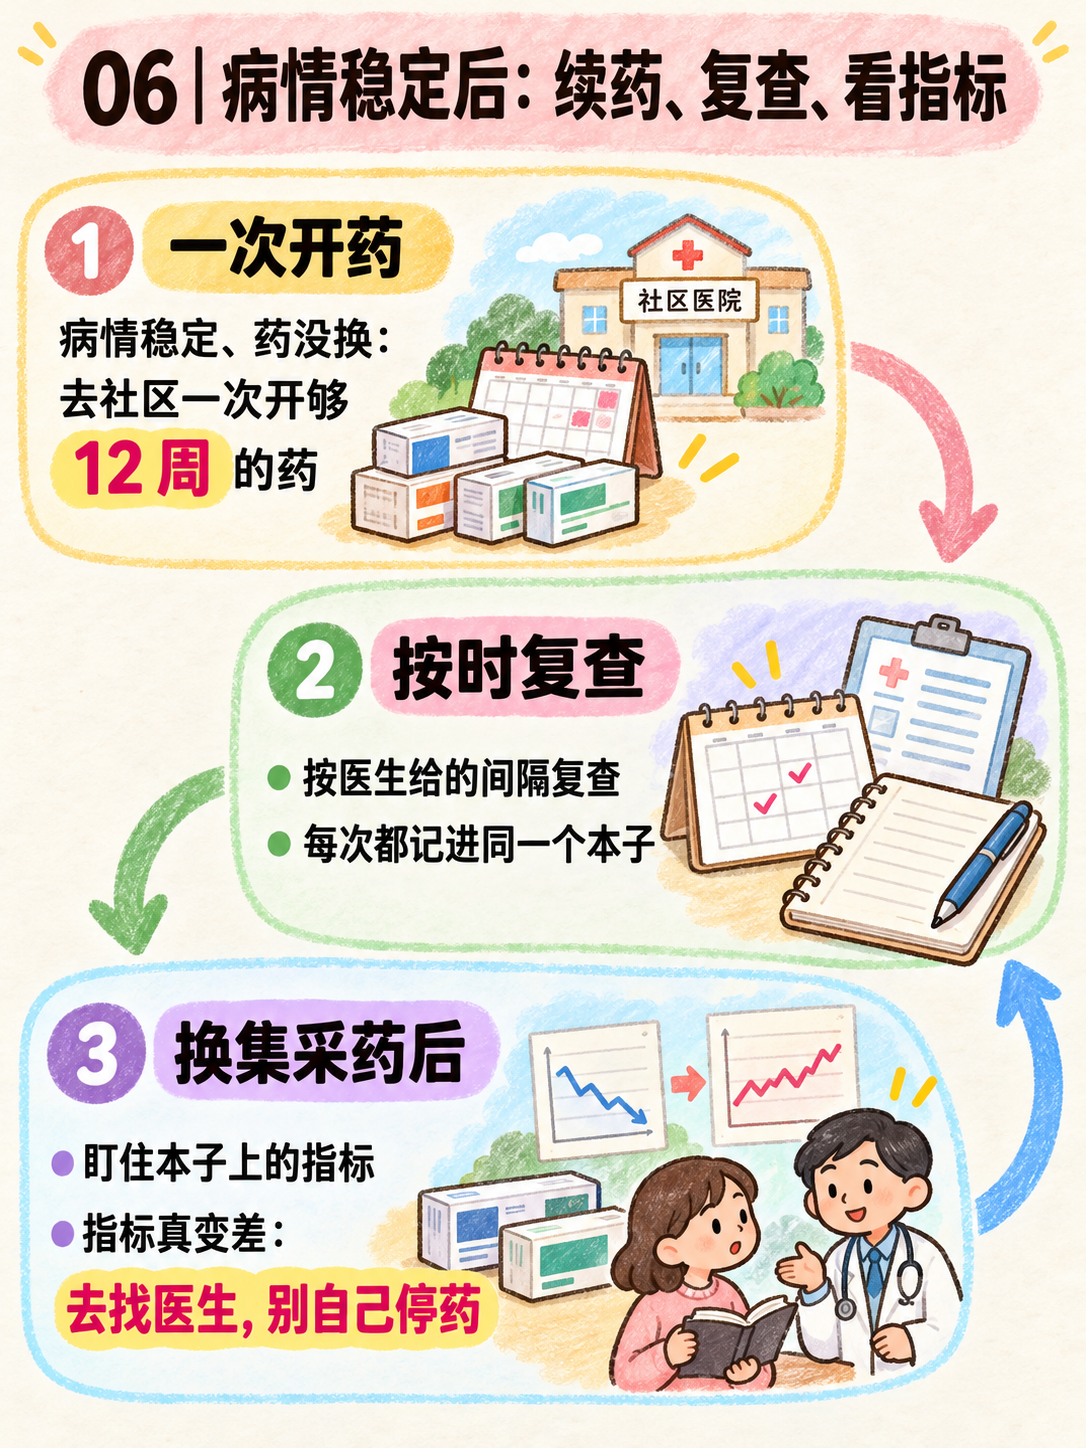 06|病情稳定后：续药、复查、看指标
1 一次开药
社区医院
病情稳定、药没换：
去社区一次开够
12周的药
2 按时复查
按医生给的间隔复查
每次都记进同一个本子
3 换集采药后
盯住本子上的指标
指标真变差：
去找医生，别自己停药